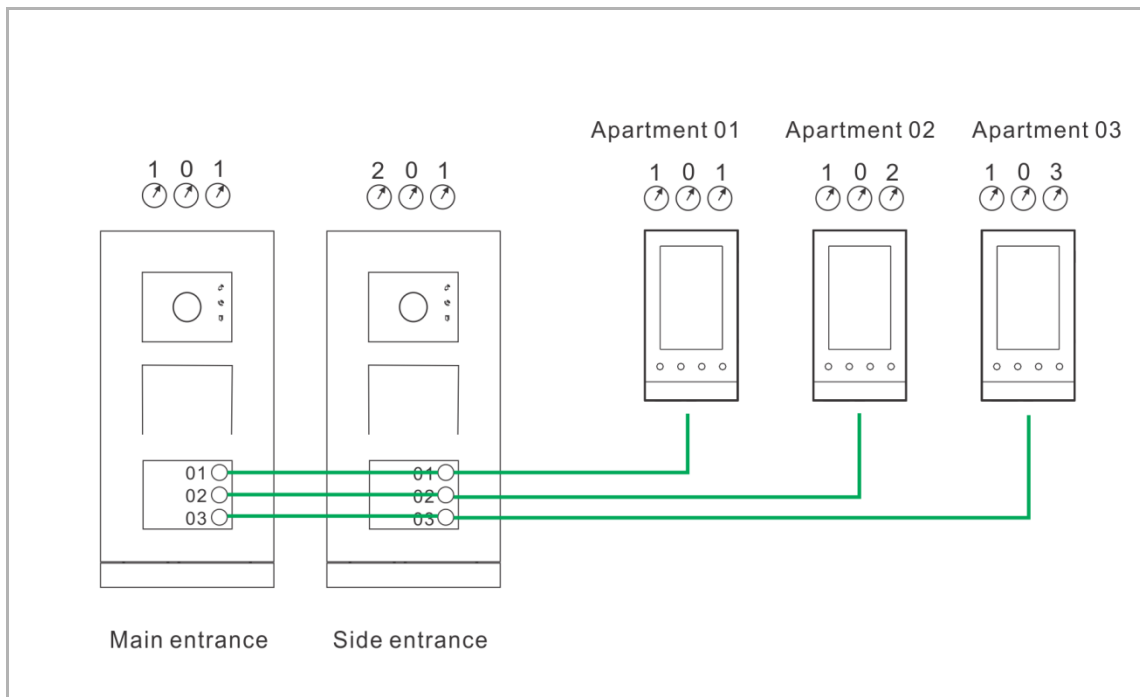 Apartment 01 Apartment 02 Apartment 03
1 0 1 2 0 1 1 0 1 1 0 2 1 0 3
01 01
02 02
03 03
Main entrance Side entrance